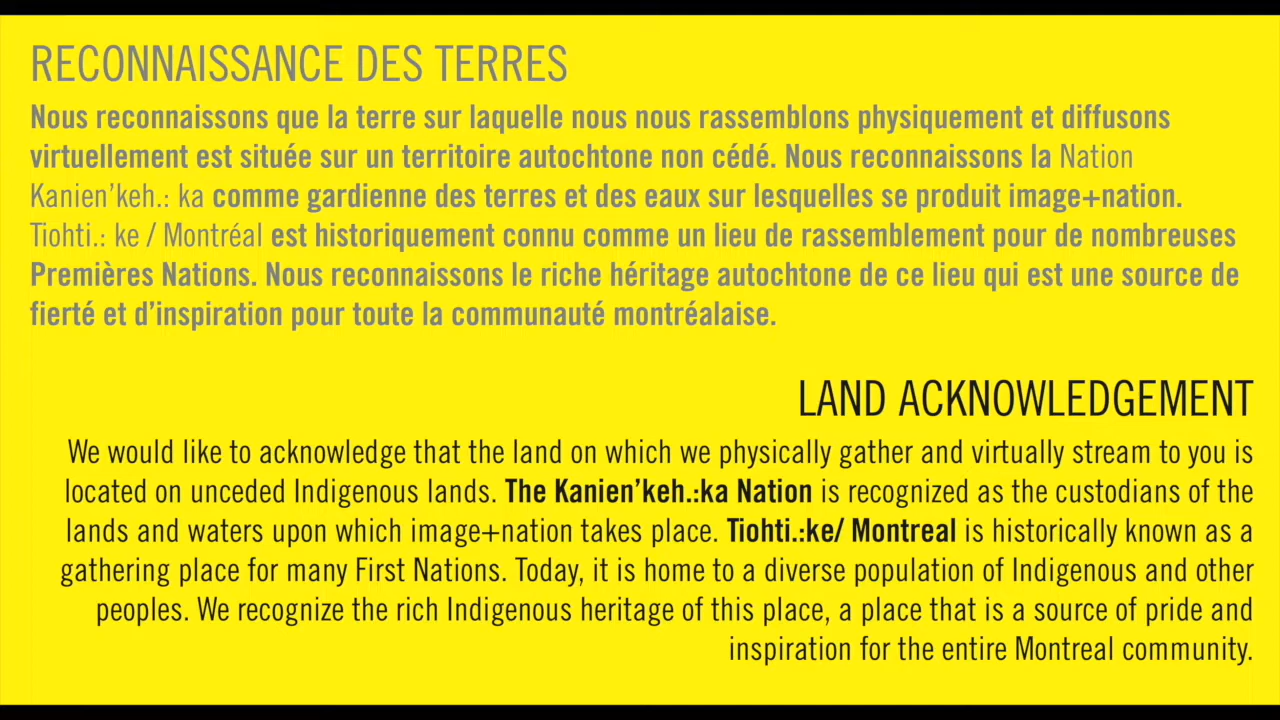 RECONNAISSANCE DES TERRES
Nous reconnaissons que la terre sur laquelle nous nous rassemblons physiquement et diffusons
virtuellement est située sur un territoire autochtone non cédé. Nous reconnaissons la Nation
Kanien'keh.: ka comme gardienne des terres et des eaux sur lesquelles se produit image+nation.
Tiohti.: ke / Montréal est historiquement connu comme un lieu de rassemblement pour de nombreuses
Premières Nations. Nous reconnaissons le riche héritage autochtone de ce lieu qui est une source de
fierté et d'inspiration pour toute la communauté montréalaise.
LAND ACKNOWLEDGEMENT
We would like to acknowledge that the land on which we physically gather and virtually stream to you is
located on unceded Indigenous lands. The Kanien'keh.:ka Nation is recognized as the custodians of the
lands and waters upon which image+nation takes place. Tiohti.:ke/ Montreal is historically known as a
gathering place for many First Nations. Today, it is home to a diverse population of Indigenous and other
peoples. We recognize the rich Indigenous heritage of this place, a place that is a source of pride and
inspiration for the entire Montreal community.